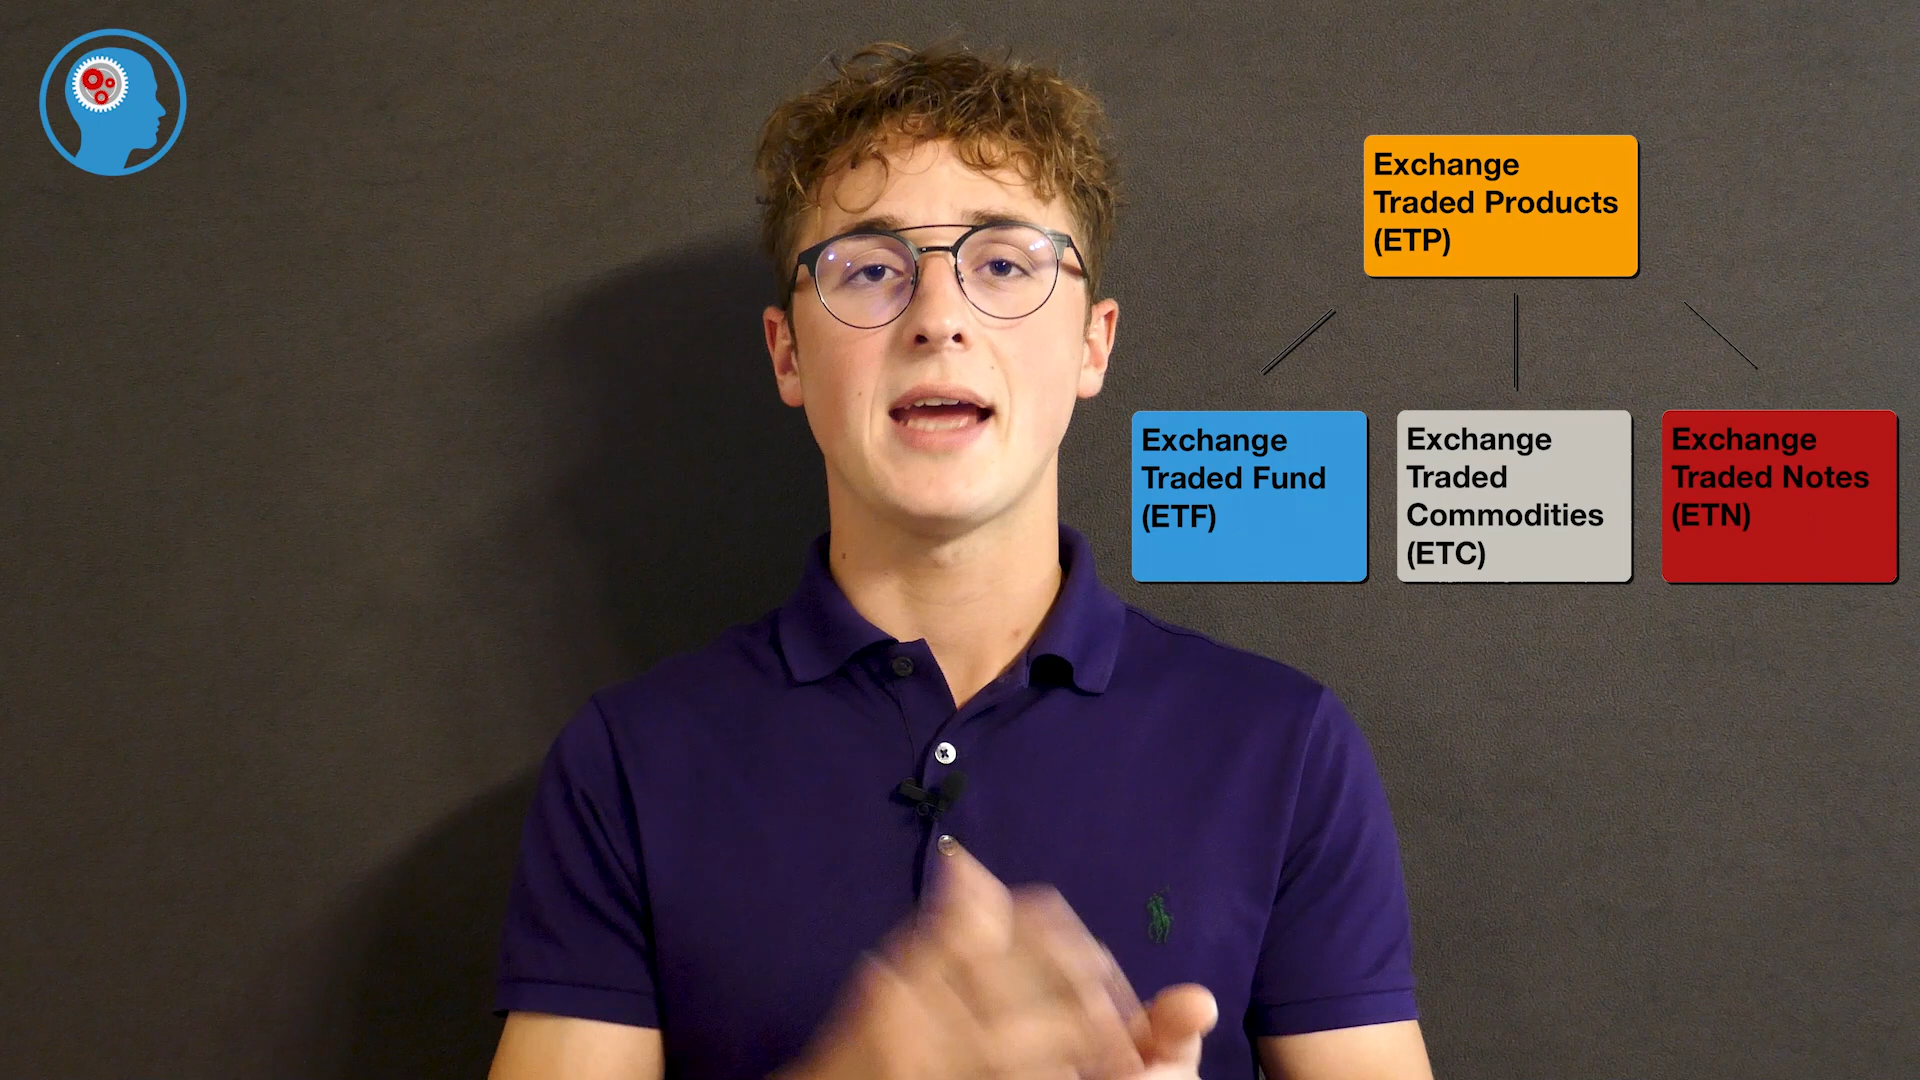 Exchange
Traded Products
(ETP)
Exchange
Traded Fund
(ETF)
Exchange
Traded
Commodities
(ETC)
Exchange
Traded Notes
(ETN)